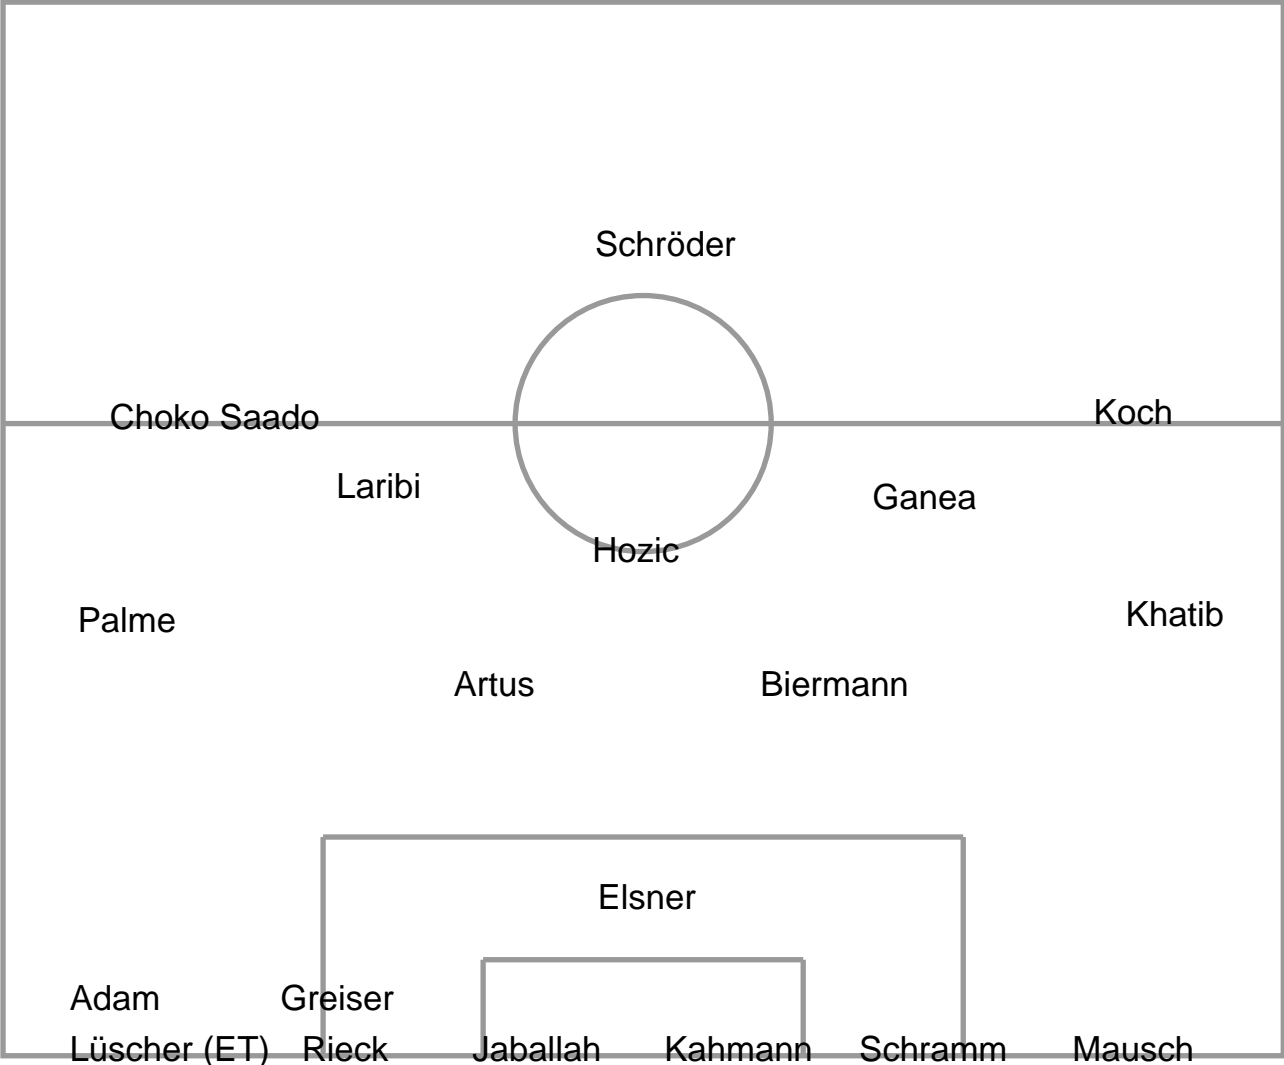 Schröder
Choko Saado
Koch
Laribi
Ganea
Hozic
Palme
Khatib
Artus
Biermann
Elsner
Adam Greiser
Lüscher (ET) Rieck Jaballah Kahmann Schramm Mausch